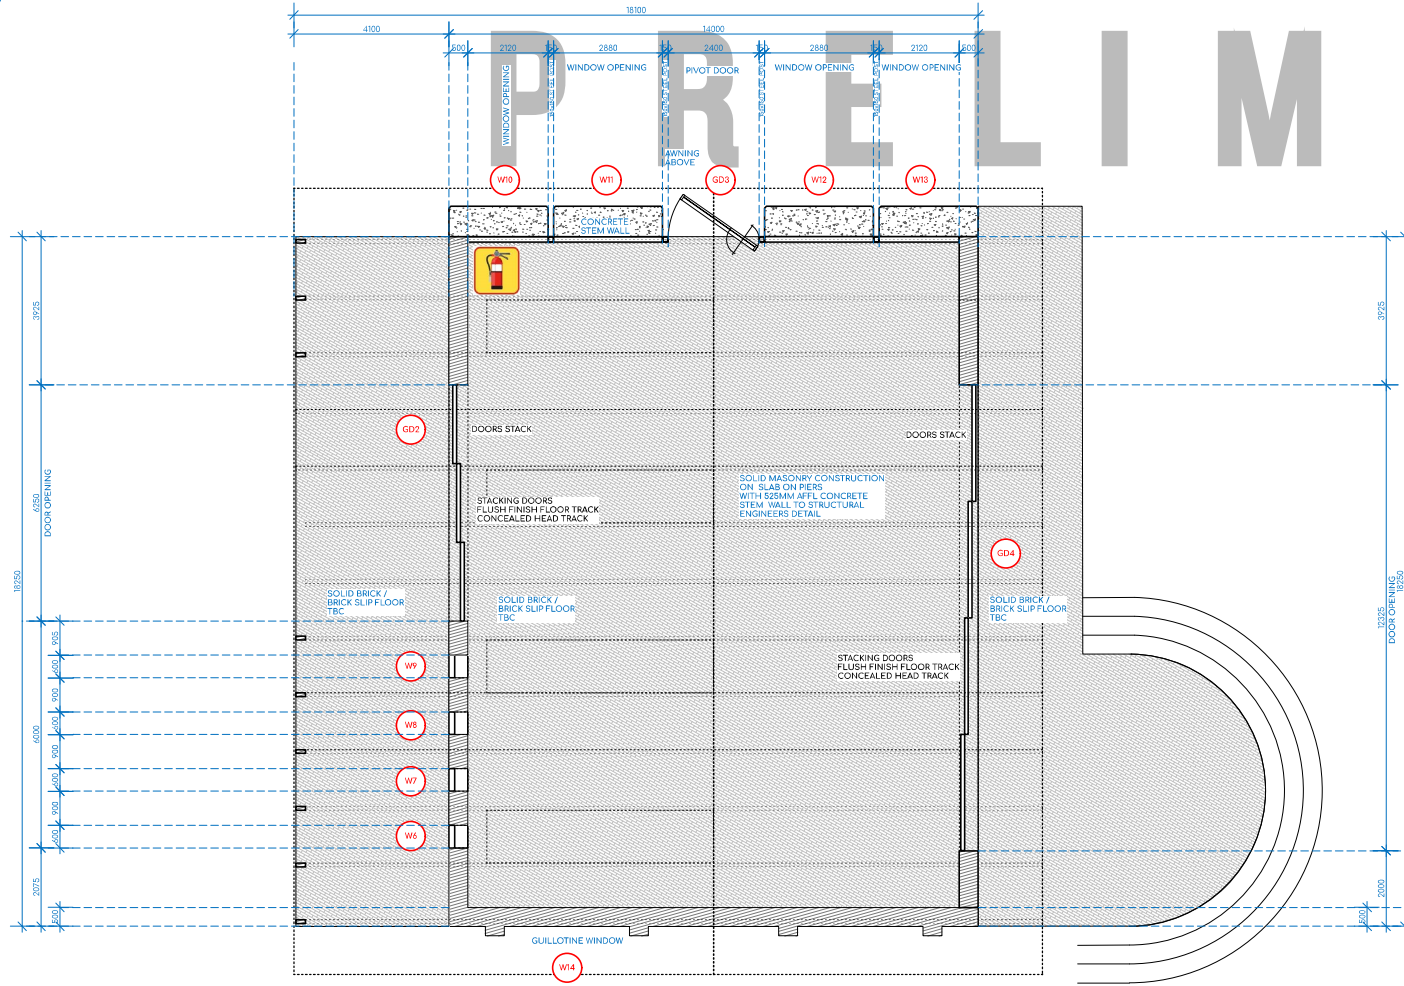 18100
4100
14000
500
2120
150
2880
150
2400
150
2880
150
2120
500
PRELIM
WINDOW OPENING
WINDOW OPENING
PIVOT DOOR
WINDOW OPENING
WINDOW OPENING
AWNING
ABOVE
W10
W11
GD3
W12
W13
CONCRETE
STEM WALL
3925
3925
GD2
DOORS STACK
DOORS STACK
6250
DOOR OPENING
STACKING DOORS
FLUSH FINISH FLOOR TRACK
CONCEALED HEAD TRACK
SOLID MASONRY CONSTRUCTION
ON SLAB ON PIERS
WITH 525MM AFFL CONCRETE
STEM WALL TO STRUCTURAL
ENGINEERS DETAIL
GD4
18250
18250
SOLID BRICK /
BRICK SLIP FLOOR
TBC
SOLID BRICK /
BRICK SLIP FLOOR
TBC
SOLID BRICK /
BRICK SLIP FLOOR
TBC
12325
DOOR OPENING
905
600
900
600
900
600
900
600
6000
W9
W8
W7
W6
STACKING DOORS
FLUSH FINISH FLOOR TRACK
CONCEALED HEAD TRACK
2075
500
2000
500
GUILLOTINE WINDOW
W14